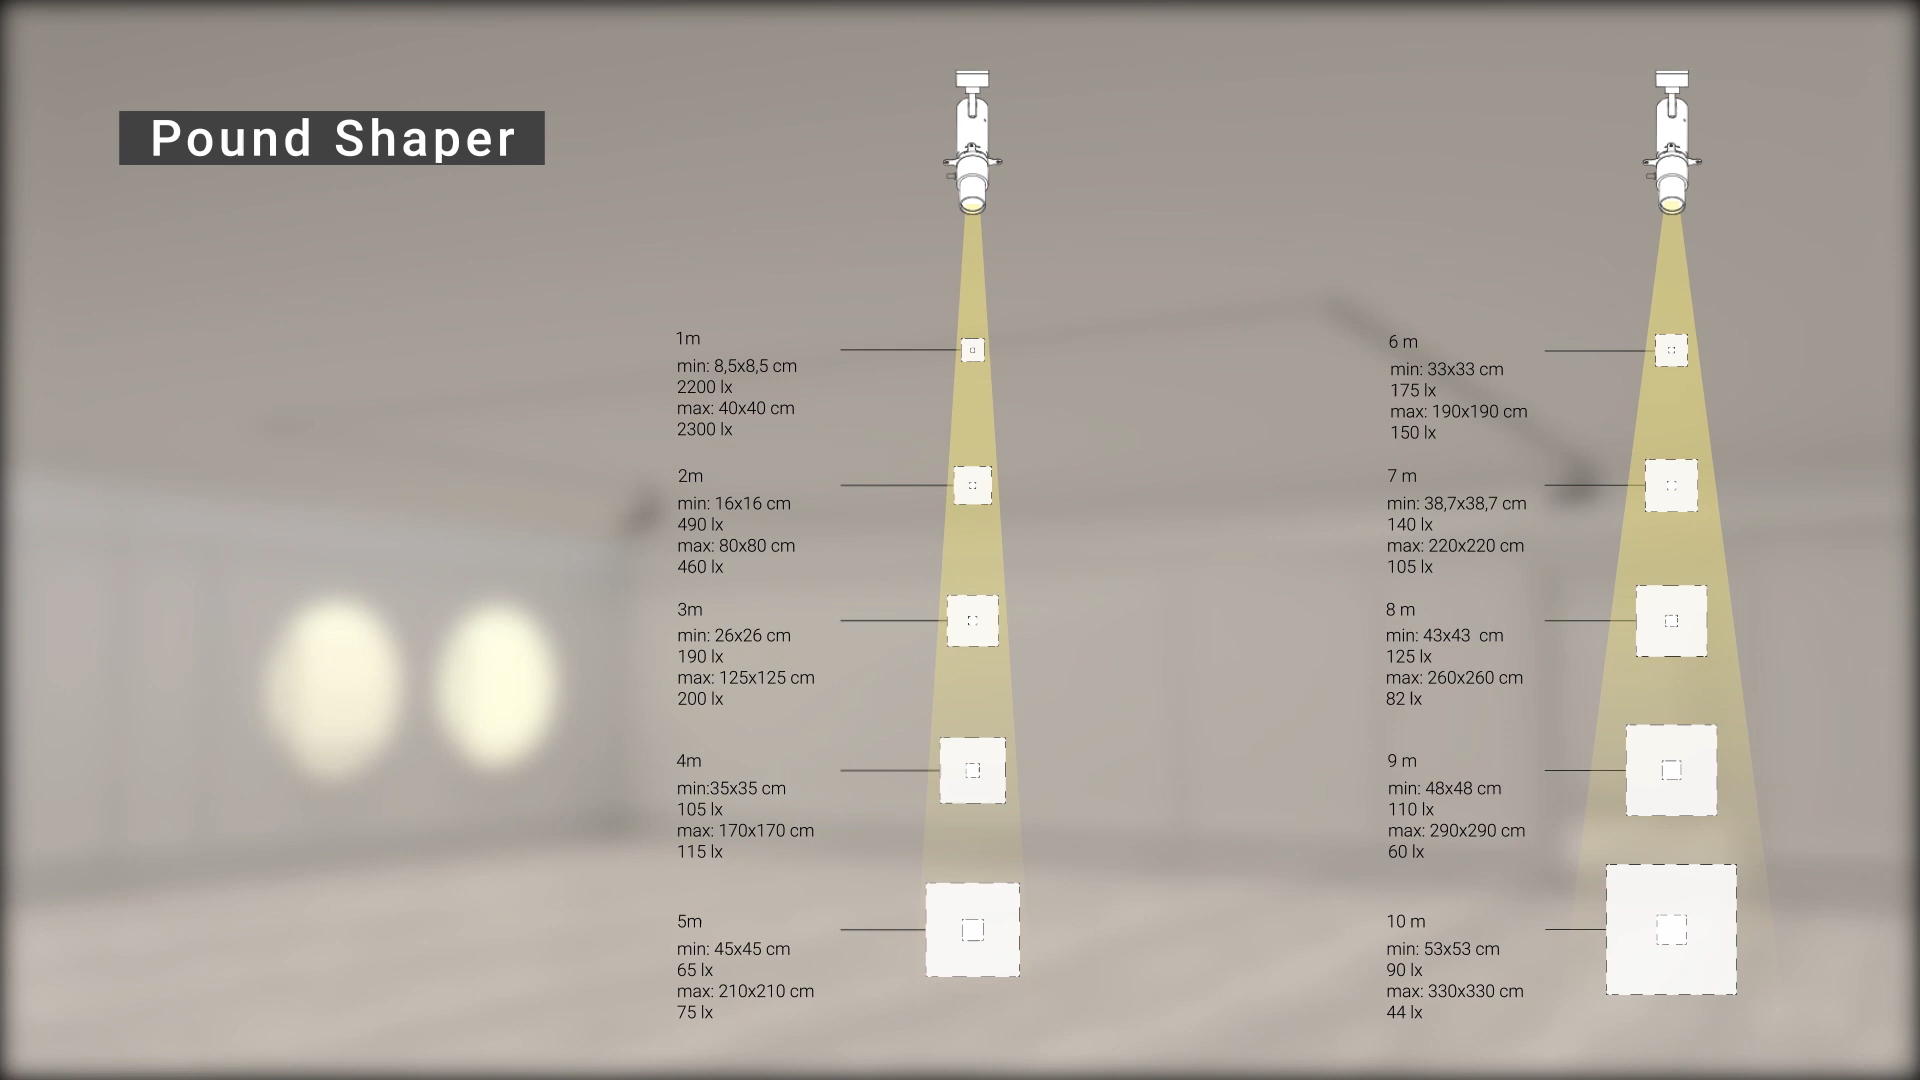 Pound Shaper
1m
min: 8,5x8,5 cm
2200 lx
max: 40x40 cm
2300 lx
2m
min: 16x16 cm
490 lx
max: 80x80 cm
460 lx
3m
min: 26x26 cm
190 lx
max: 125x125 cm
200 lx
4m
min:35x35 cm
105 lx
max: 170x170 cm
115 lx
5m
min: 45x45 cm
65 lx
max: 210x210 cm
75 lx
6 m
min: 33x33 cm
175 lx
max: 190x190 cm
150 lx
7 m
min: 38,7x38,7 cm
140 lx
max: 220x220 cm
105 lx
8 m
min: 43x43  cm
125 lx
max: 260x260 cm
82 lx
9 m
min: 48x48 cm
110 lx
max: 290x290 cm
60 lx
10 m
min: 53x53 cm
90 lx
max: 330x330 cm
44 lx